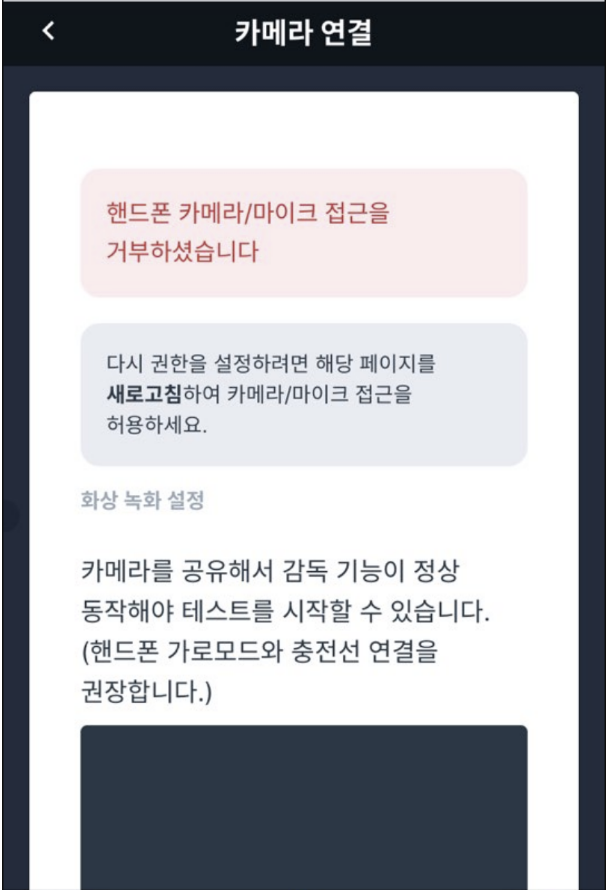 카메라 연결
핸드폰 카메라/마이크 접근을
거부하셨습니다
다시 권한을 설정하려면 해당 페이지를
새로고침하여 카메라/마이크 접근을
허용하세요.
화상 녹화 설정
카메라를 공유해서 감독 기능이 정상
동작해야 테스트를 시작할 수 있습니다.
(핸드폰 가로모드와 충전선 연결을
권장합니다.)